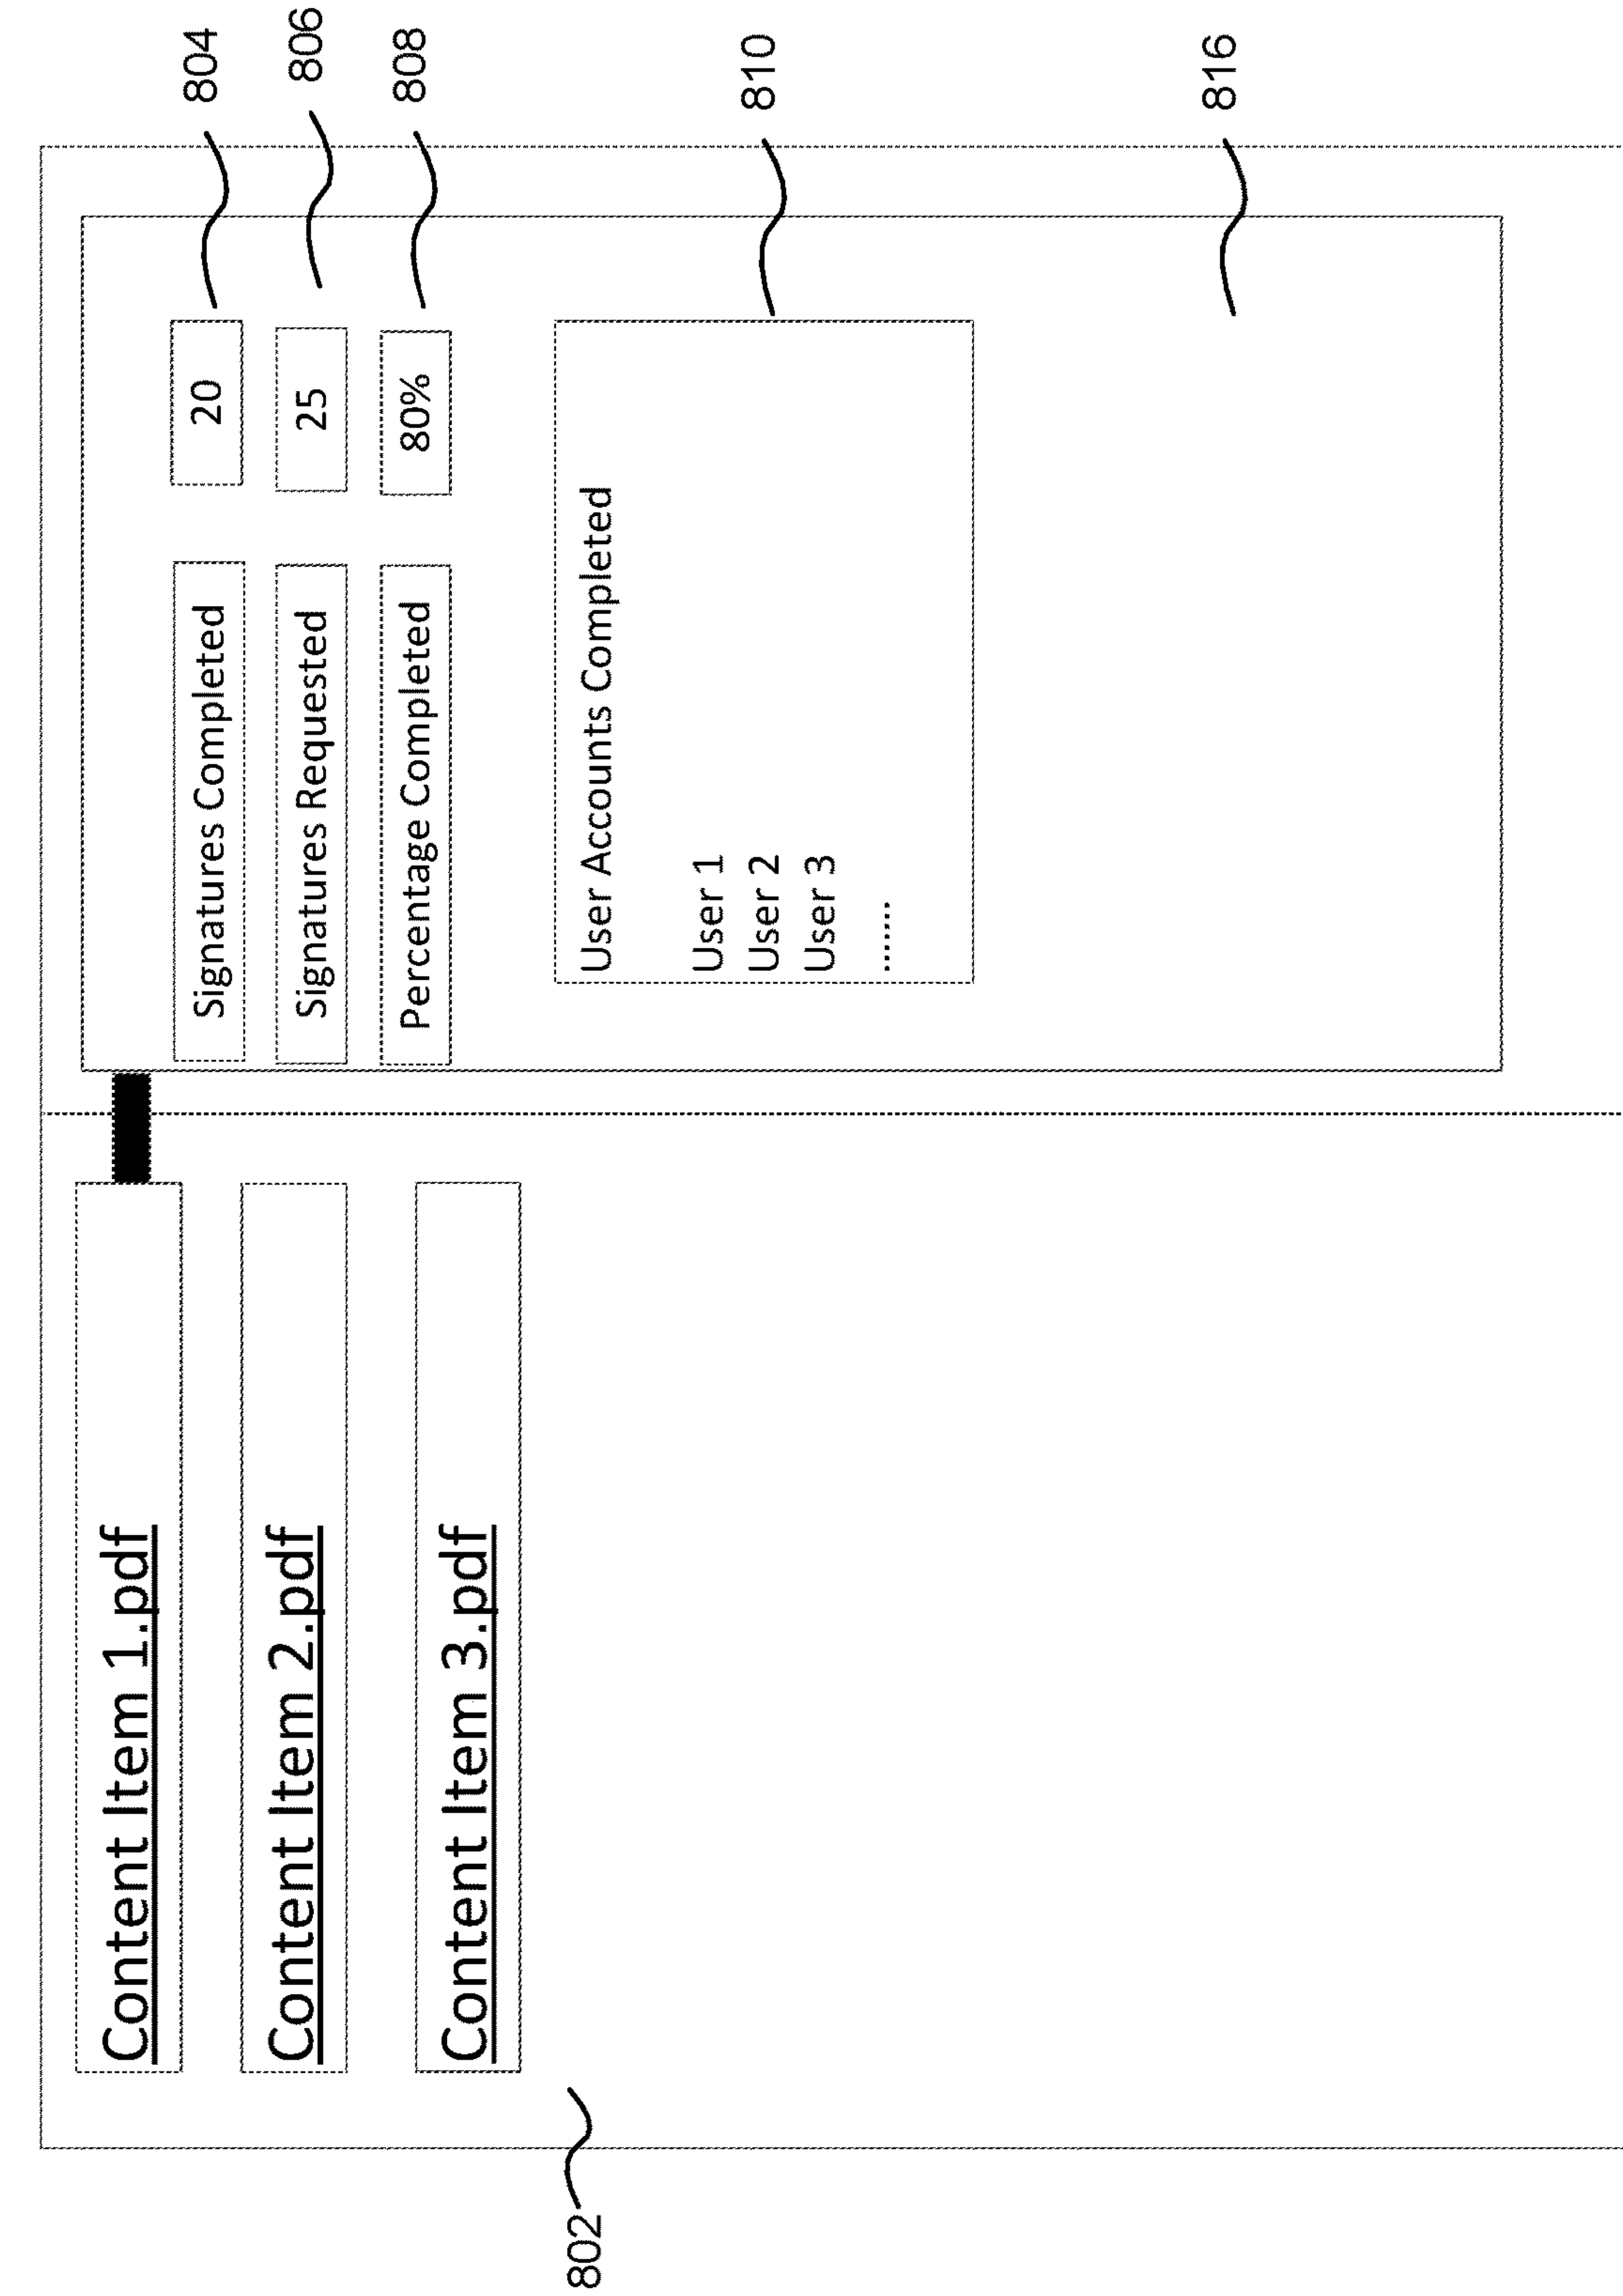 Content Item 1.pdf
Content Item 2.pdf
Content Item 3.pdf
802
Signatures Completed
20
804
Signatures Requested
25
806
Percentage Completed
80%
808
User Accounts Completed
User 1
User 2
User 3
.......
810
816